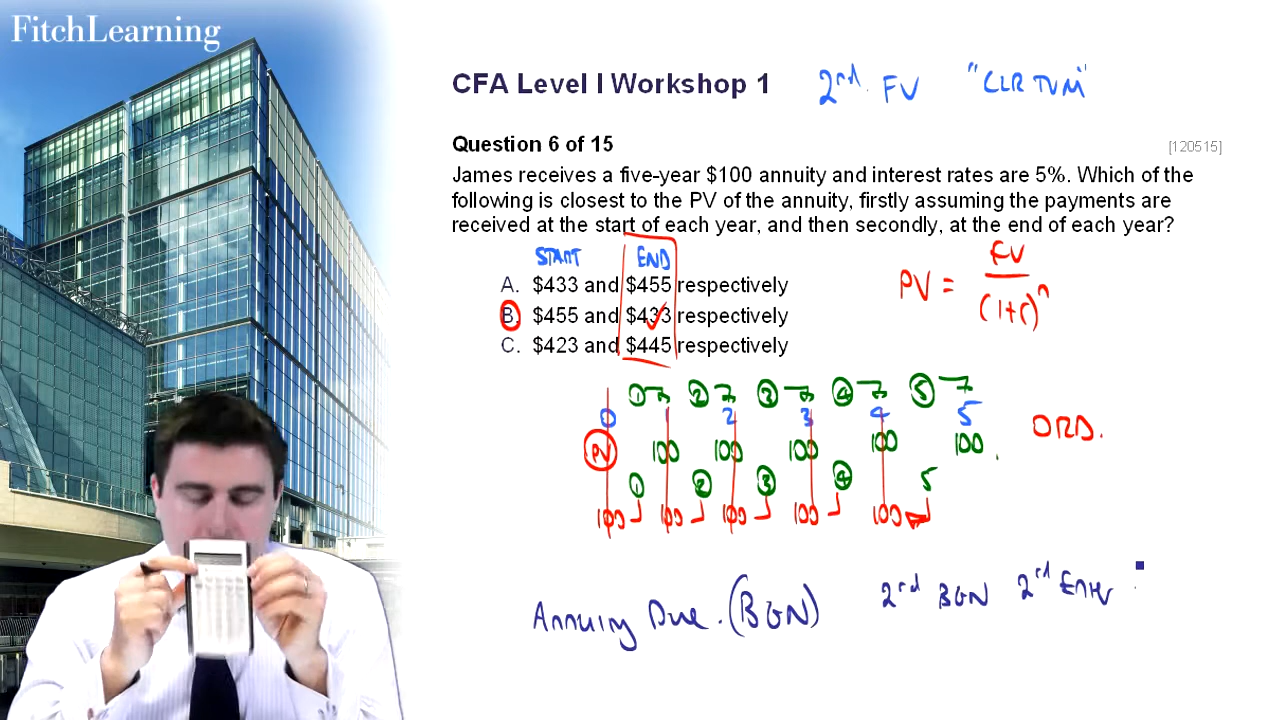 FitchLearning
CFA Level I Workshop 1 2nd FV "CLR TVM"
Question 6 of 15 [120515]
James receives a five-year $100 annuity and interest rates are 5%. Which of the
following is closest to the PV of the annuity, firstly assuming the payments are
received at the start of each year, and then secondly, at the end of each year?
START END
A. $433 and $455 respectively
B. $455 and $433 respectively
C. $423 and $445 respectively
PV = FV
(1+r)^n
1 2 3 4 5
0 1 2 3 4 5
PV 100 100 100 100 100 ORD.
1 2 3 4 5
100 100 100 100 100
Annuity Due. (BGN) 2nd BGN 2nd Enter